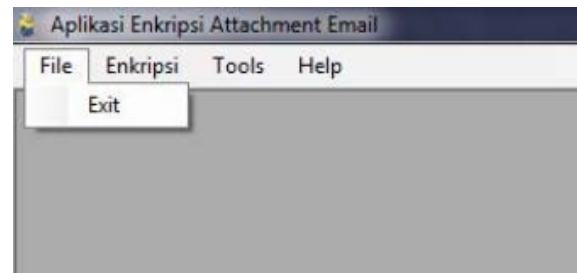 Aplikasi Enkripsi Attachment Email
File Enkripsi Tools Help
Exit